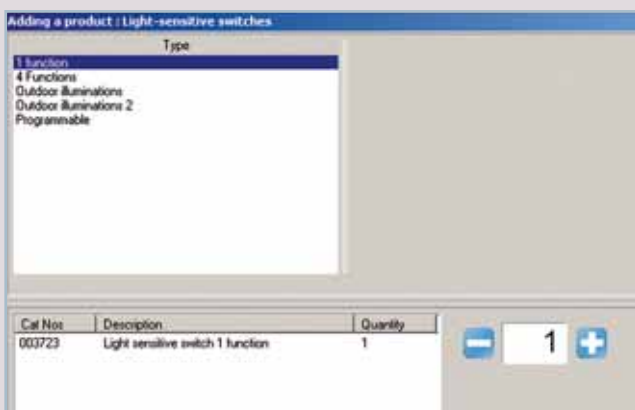 Adding a product : Light-sensitive switches
Type
1 function
4 Functions
Outdoor illuminations
Outdoor illuminations 2
Programmable
Cat Nos Description Quantity
003723 Light sensitive switch 1 function 1
1